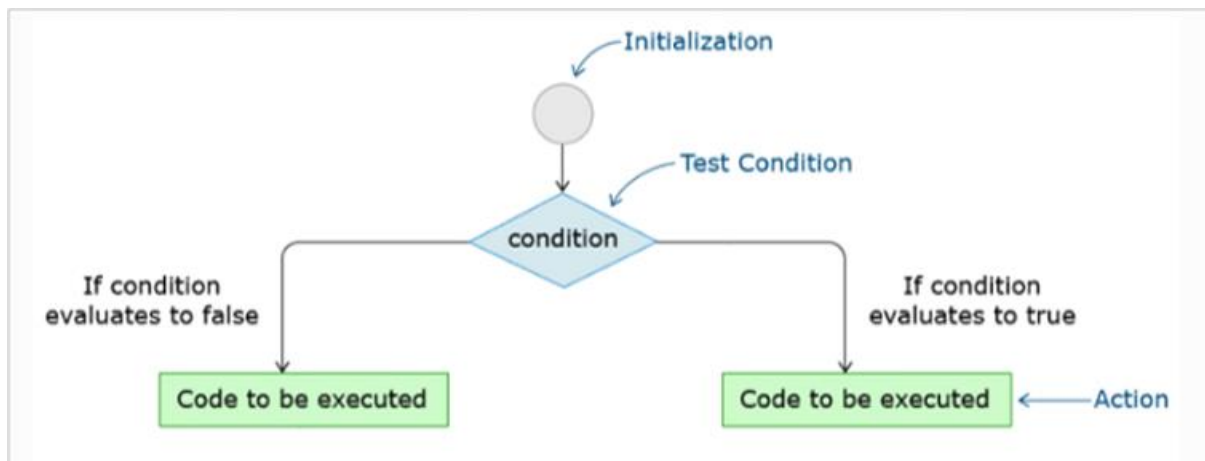 Initialization
Test Condition
condition
If condition
evaluates to false
If condition
evaluates to true
Code to be executed
Code to be executed
Action